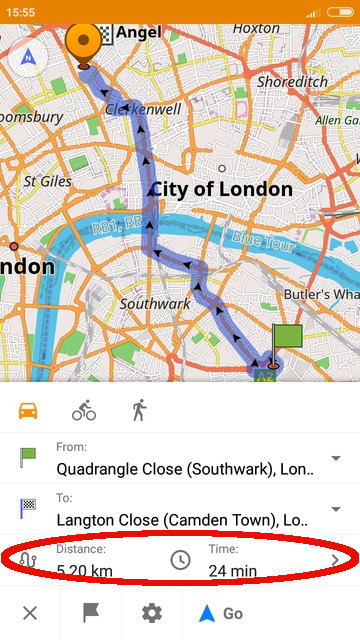 15:55
Angel
Hoxton
Shoreditch
Clerkenwell
oomsbury
Allen Ga
St Giles
City of London
RB1, RB
Blue Tour
ndon
Southwark
Butler's Wha
A2
From:
Quadrangle Close (Southwark), Lon..
To:
Langton Close (Camden Town), Lo..
Distance:
Time:
5.20 km
24 min
Go